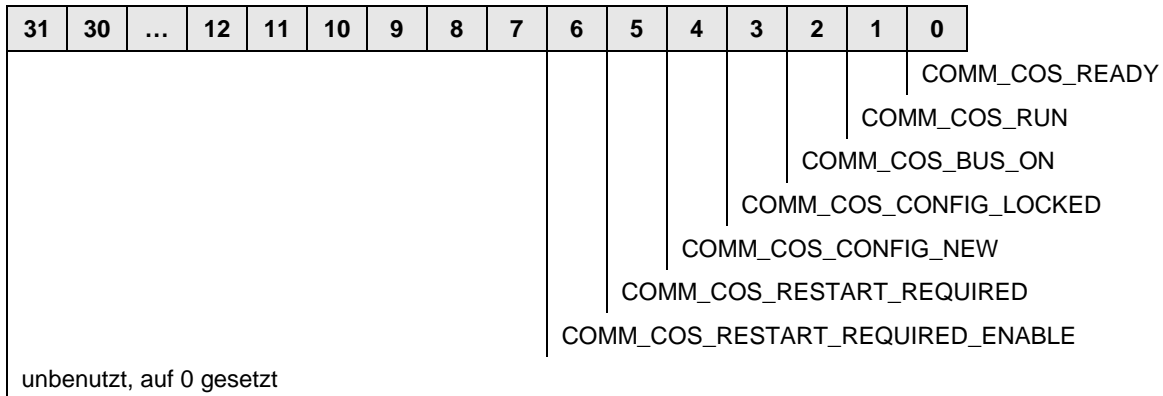 31 30 … 12 11 10 9 8 7 6 5 4 3 2 1 0
COMM_COS_READY
COMM_COS_RUN
COMM_COS_BUS_ON
COMM_COS_CONFIG_LOCKED
COMM_COS_CONFIG_NEW
COMM_COS_RESTART_REQUIRED
COMM_COS_RESTART_REQUIRED_ENABLE
unbenutzt, auf 0 gesetzt